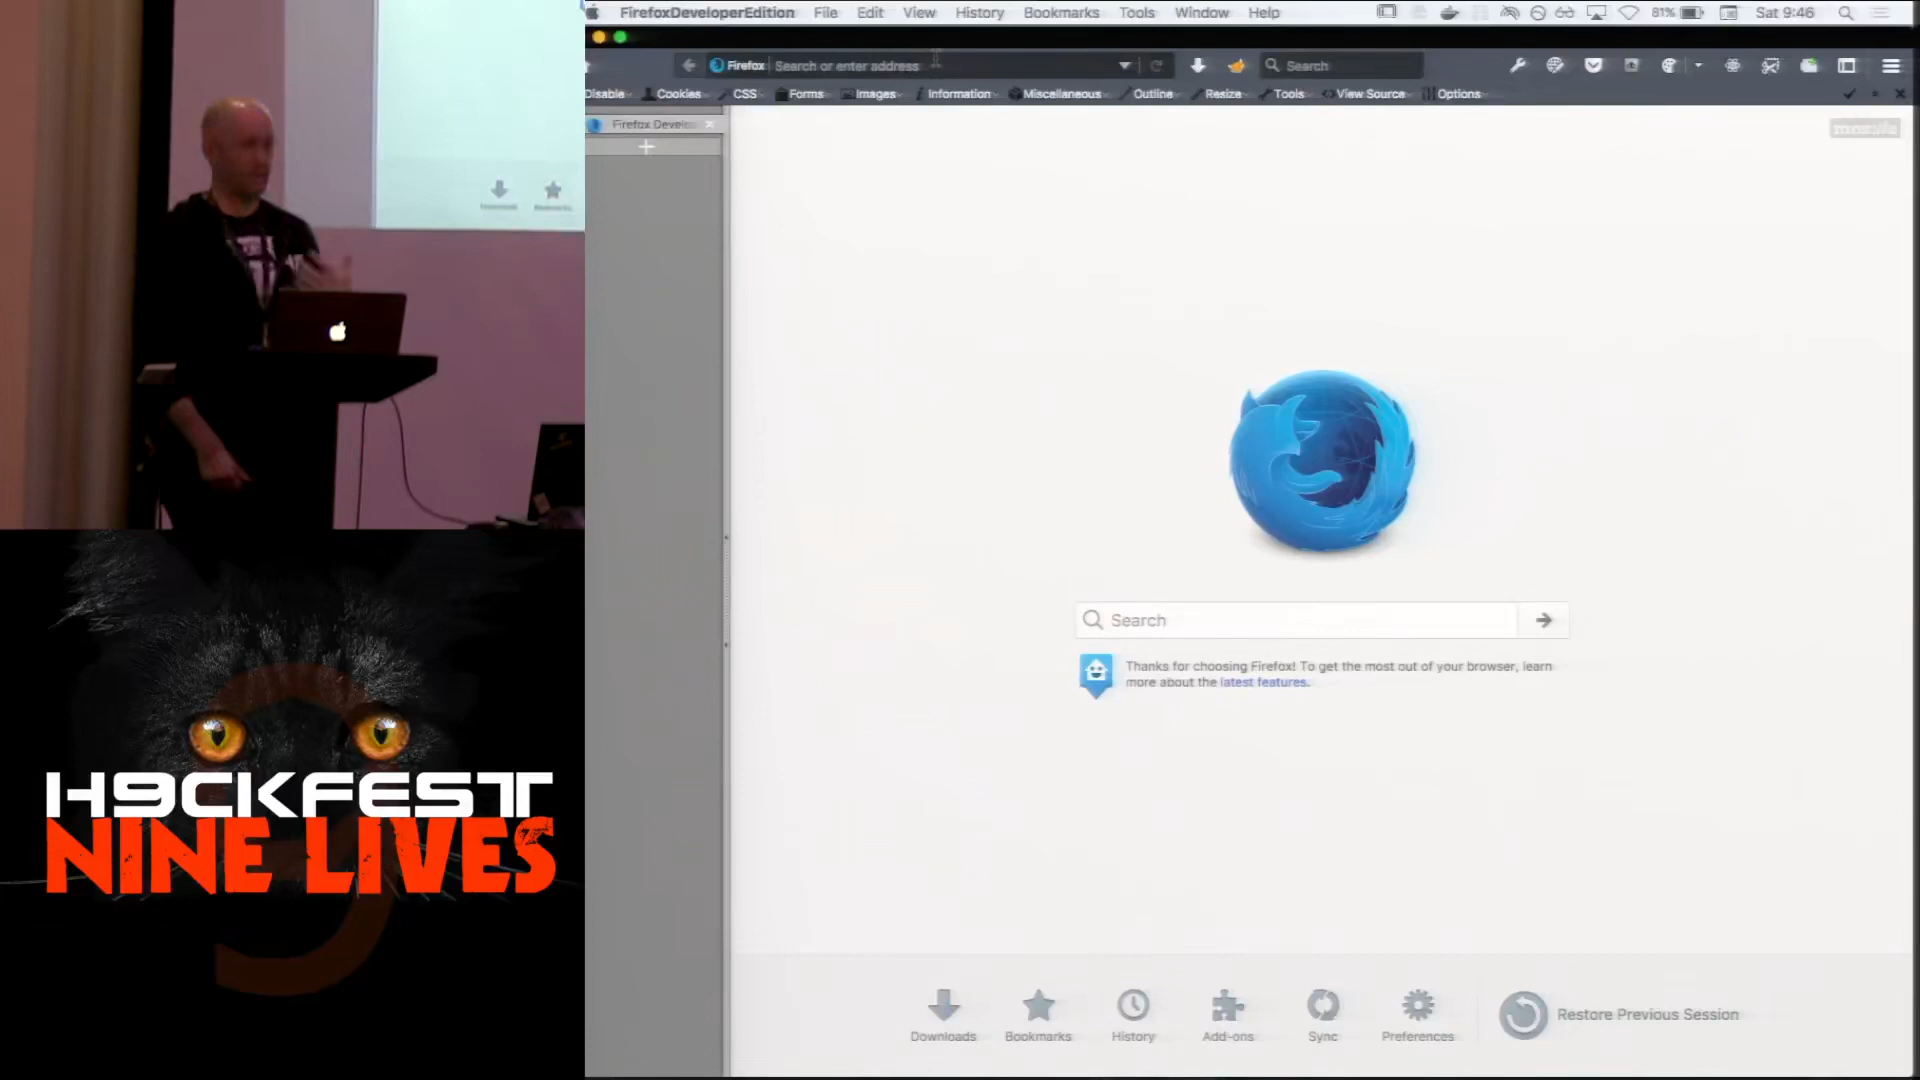 FirefoxDeveloperEdition File Edit View History Bookmarks Tools Window Help 81% Sat 9:46
Firefox Search or enter address Search
Disable Cookies CSS Forms Images Information Miscellaneous Outline Resize Tools View Source Options
Firefox Develo
mozilla
Downloads Bookmarks
Search
Thanks for choosing Firefox! To get the most out of your browser, learn
more about the latest features.
H9CKFEST
NINE LIVES
Downloads Bookmarks History Add-ons Sync Preferences Restore Previous Session